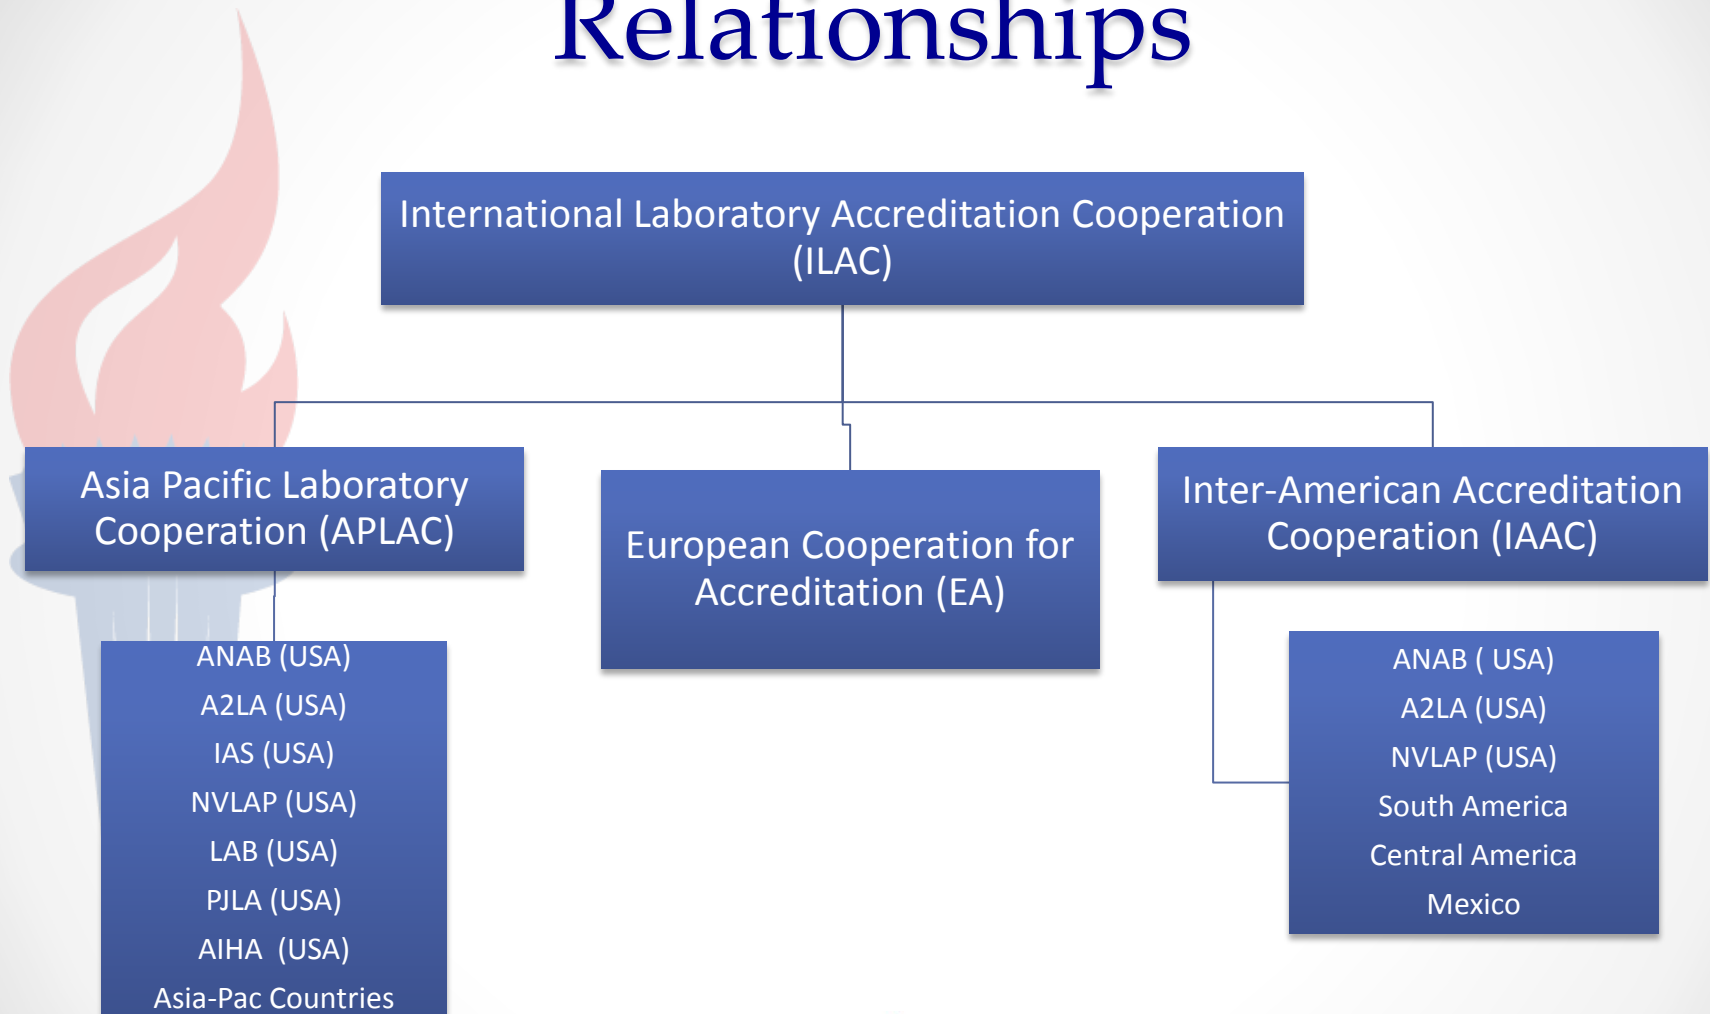 Relationships
International Laboratory Accreditation Cooperation
(ILAC)
Asia Pacific Laboratory
Cooperation (APLAC)
European Cooperation for
Accreditation (EA)
Inter-American Accreditation
Cooperation (IAAC)
ANAB (USA)
A2LA (USA)
IAS (USA)
NVLAP (USA)
LAB (USA)
PJLA (USA)
AIHA  (USA)
Asia-Pac Countries
ANAB ( USA)
A2LA (USA)
NVLAP (USA)
South America
Central America
Mexico